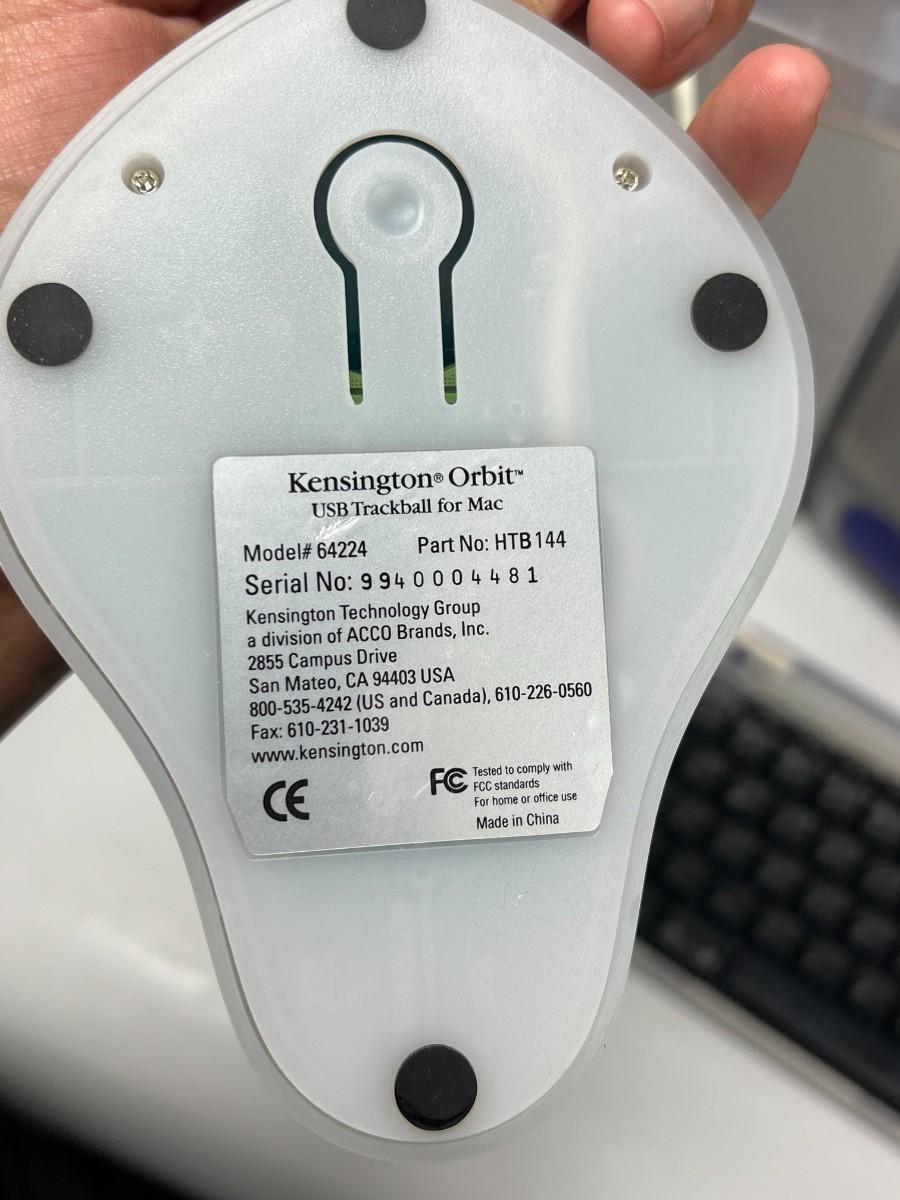 Kensington® Orbit™
USB Trackball for Mac
Model# 64224 Part No: HTB144
Serial No: 9940004481
Kensington Technology Group
a division of ACCO Brands, Inc.
2855 Campus Drive
San Mateo, CA 94403 USA
800-535-4242 (US and Canada), 610-226-0560
Fax: 610-231-1039
www.kensington.com
CE
FC Tested to comply with
FCC standards
For home or office use
Made in China